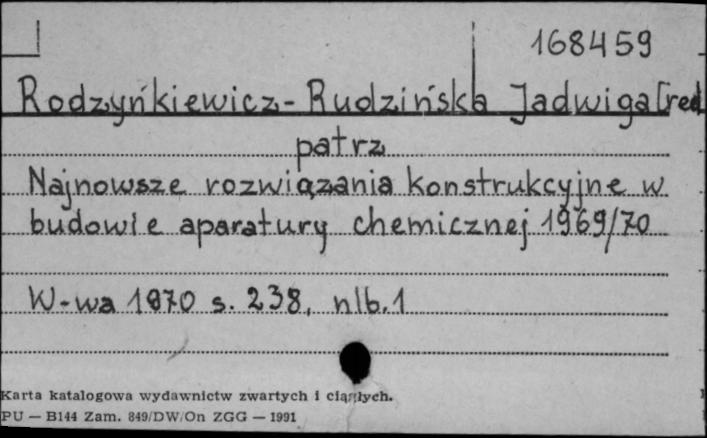 168459
Rodzyńkiewicz-Rudzińska Jadwiga [red
patrz
Najnowsze rozwiązania konstrukcyjne w
budowie aparatury chemicznej 1969/70
W-wa 1970 s. 238, nlb. 1
Karta katalogowa wydawnictw zwartych i ciągłych.
PU — B144 Zam. 849/DW/On ZGG — 1991